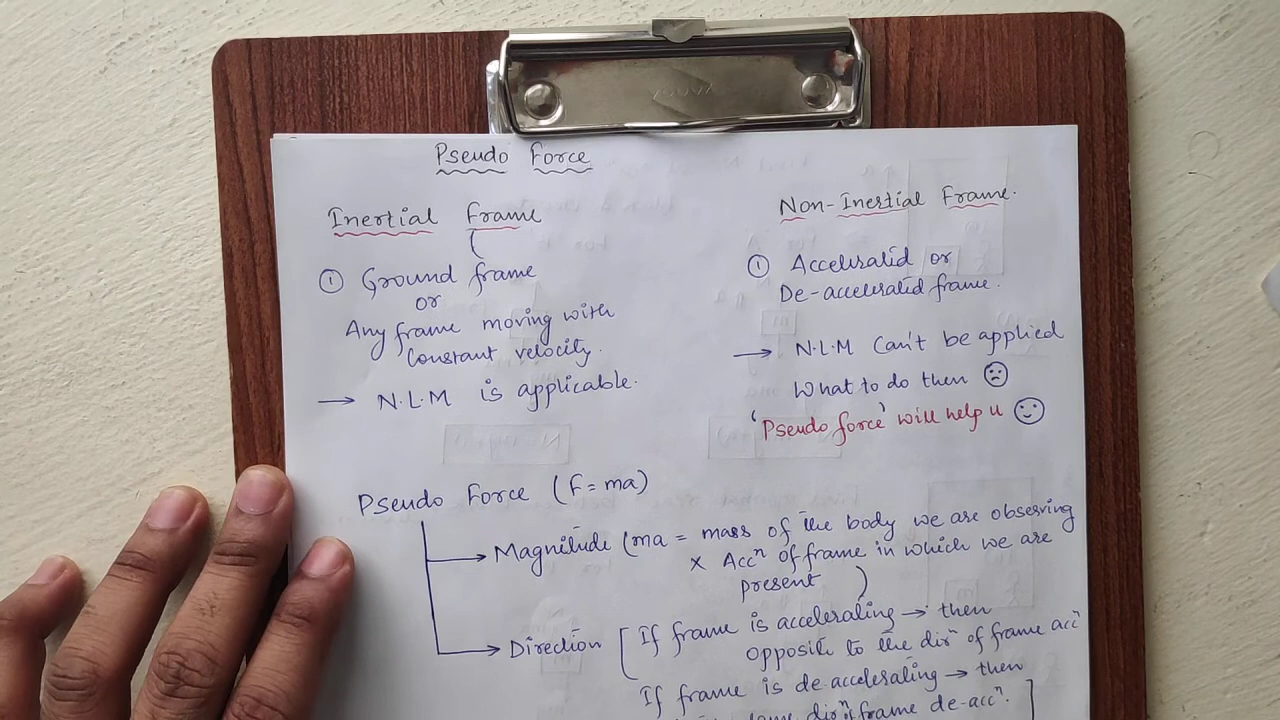 Pseudo Force
Inertial Frame
① Ground frame
or
Any frame moving with
Constant velocity.
→ N.L.M is applicable.
Non-Inertial Frame.
① Accelerated or
De-accelerated frame.
→ N.L.M Can't be applied
What to do then ☹
'Pseudo force' will help u ☺
Pseudo Force (F=ma)
→ Magnitude (ma = mass of the body we are observing
x Accⁿ of frame in which we are
present)
→ Direction [If frame is accelerating → then
opposite to the dirⁿ of frame accⁿ
If frame is de-accelerating → then
dirⁿ of frame de-accⁿ.]